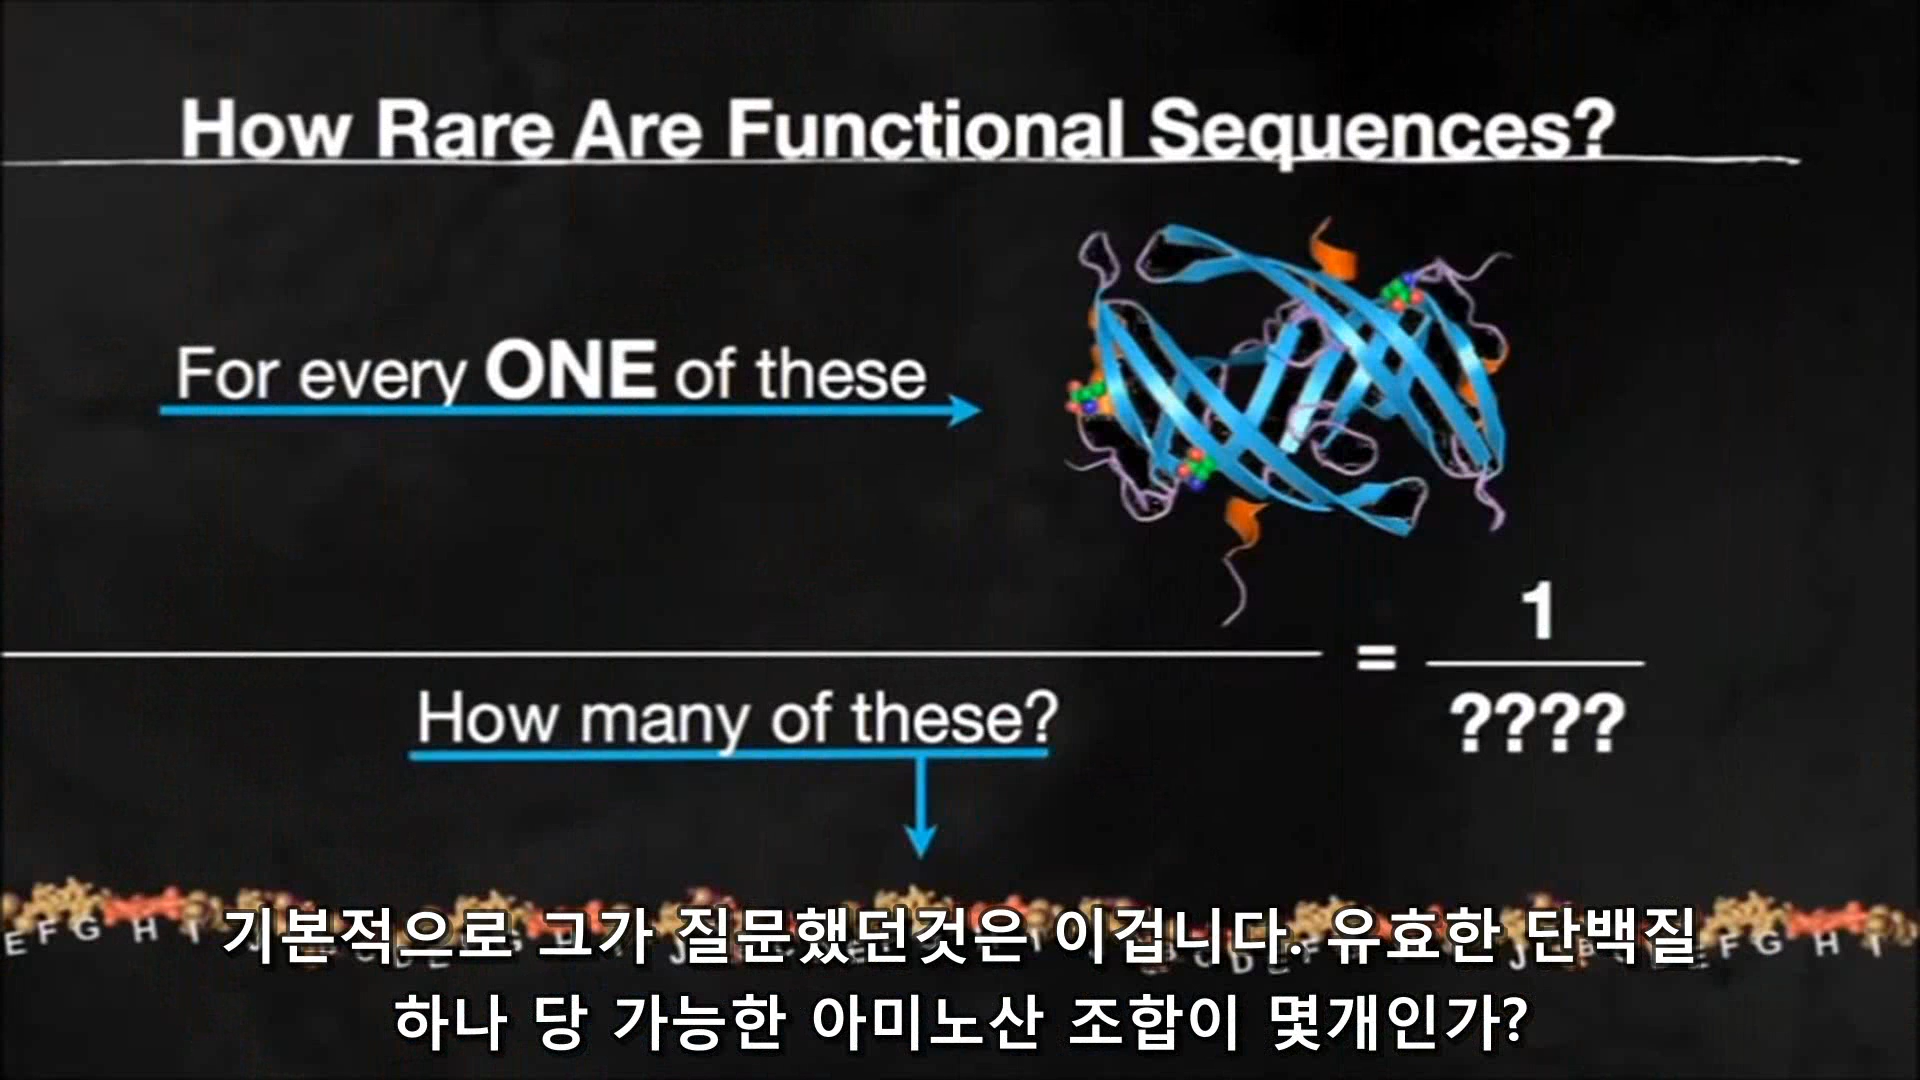 How Rare Are Functional Sequences?
For every ONE of these
=
1
????
How many of these?
E F G H I
F G H I
기본적으로 그가 질문했던것은 이겁니다. 유효한 단백질
하나 당 가능한 아미노산 조합이 몇개인가?